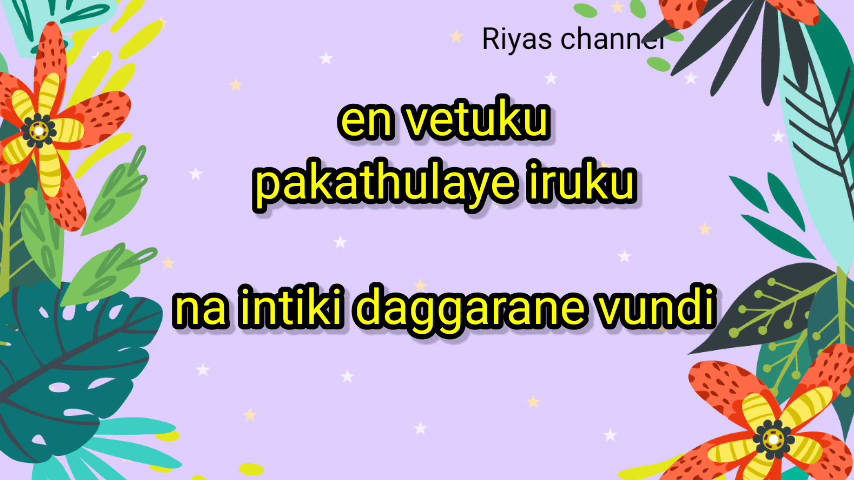 Riyas channel
en vetuku
pakathulaye iruku
na intiki daggarane vundi